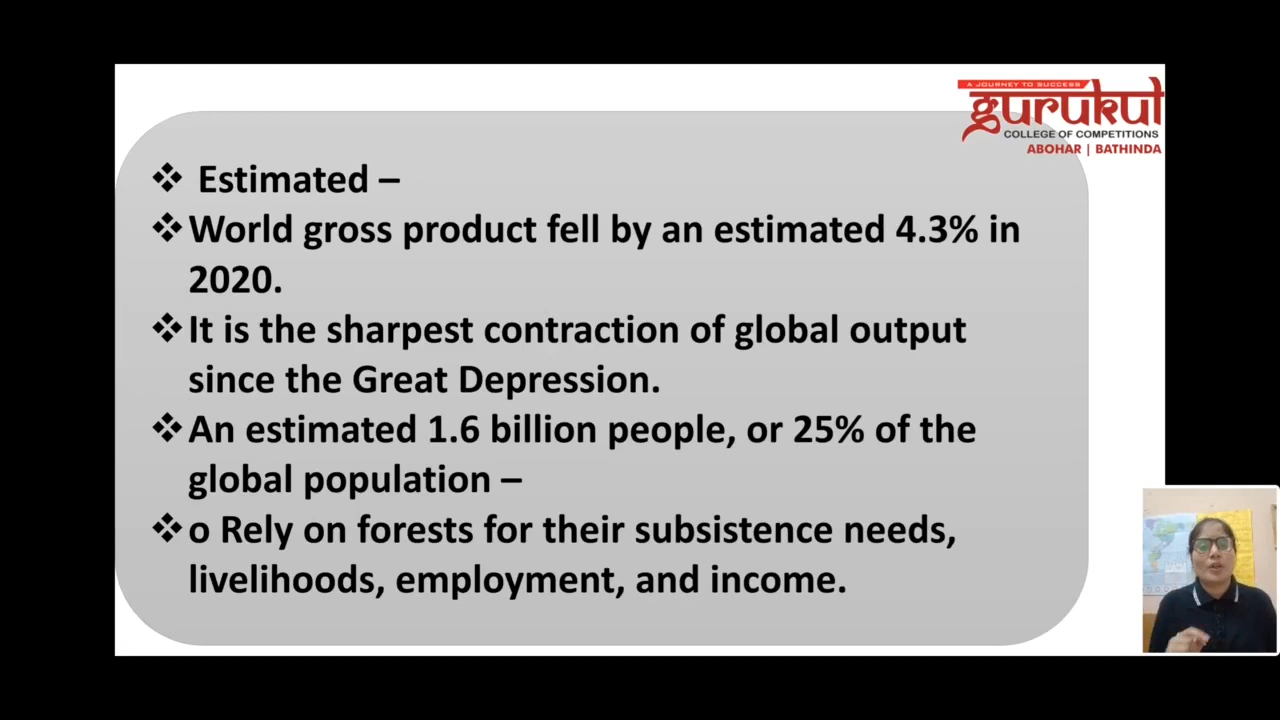 A JOURNEY TO SUCCESS
gurukul
COLLEGE OF COMPETITIONS
ABOHAR | BATHINDA
❖ Estimated –
❖ World gross product fell by an estimated 4.3% in
2020.
❖ It is the sharpest contraction of global output
since the Great Depression.
❖ An estimated 1.6 billion people, or 25% of the
global population –
❖ o Rely on forests for their subsistence needs,
livelihoods, employment, and income.